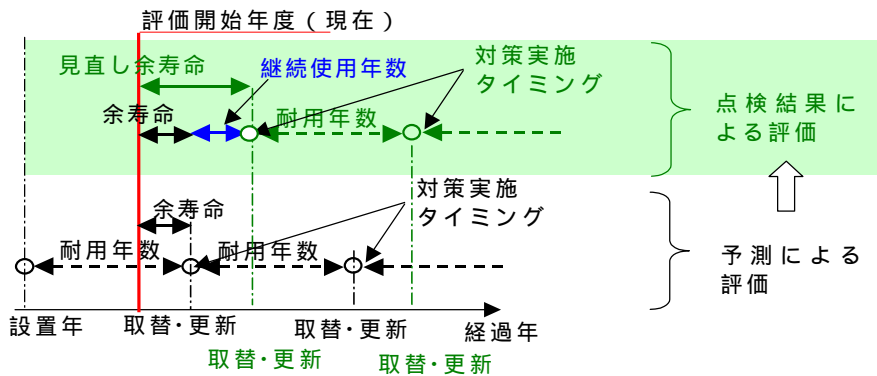 評価開始年度(現在)
見直し余寿命
継続使用年数
対策実施
タイミング
余寿命
耐用年数
点検結果に
よる評価
対策実施
タイミング
余寿命
耐用年数
耐用年数
予測による
評価
設置年
取替・更新
取替・更新
経過年
取替・更新
取替・更新